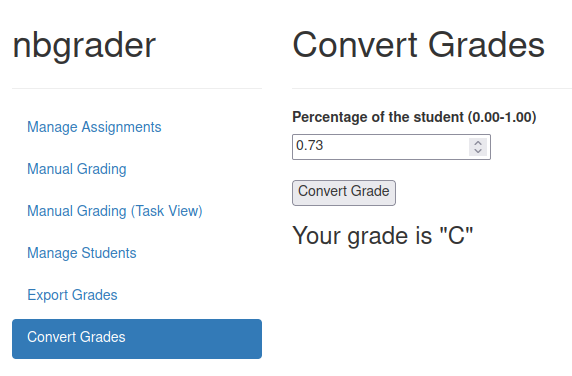 nbgrader
Manage Assignments
Manual Grading
Manual Grading (Task View)
Manage Students
Export Grades
Convert Grades
Convert Grades
Percentage of the student (0.00-1.00)
0.73
Convert Grade
Your grade is "C"